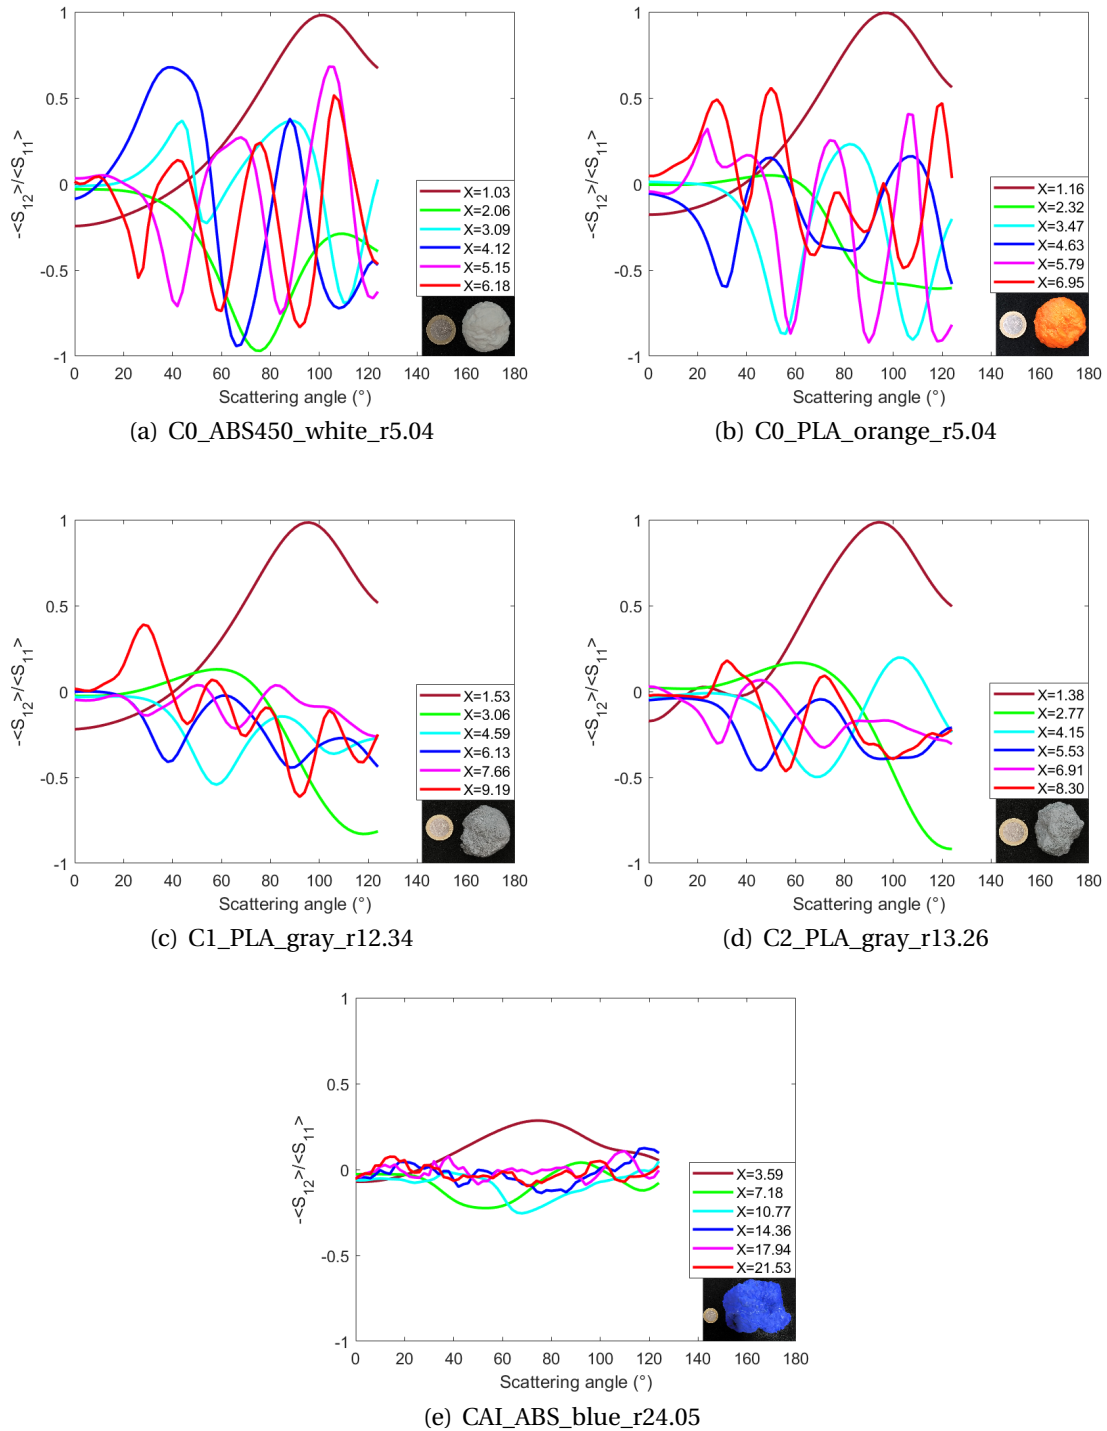 1
0.5
0
-0.5
-1
-<S12>/<S11>
0 20 40 60 80 100 120 140 160 180
Scattering angle (°)
X=1.03
X=2.06
X=3.09
X=4.12
X=5.15
X=6.18
(a) C0_ABS450_white_r5.04
1
0.5
0
-0.5
-1
-<S12>/<S11>
0 20 40 60 80 100 120 140 160 180
Scattering angle (°)
X=1.16
X=2.32
X=3.47
X=4.63
X=5.79
X=6.95
(b) C0_PLA_orange_r5.04
1
0.5
0
-0.5
-1
-<S12>/<S11>
0 20 40 60 80 100 120 140 160 180
Scattering angle (°)
X=1.53
X=3.06
X=4.59
X=6.13
X=7.66
X=9.19
(c) C1_PLA_gray_r12.34
1
0.5
0
-0.5
-1
-<S12>/<S11>
0 20 40 60 80 100 120 140 160 180
Scattering angle (°)
X=1.38
X=2.77
X=4.15
X=5.53
X=6.91
X=8.30
(d) C2_PLA_gray_r13.26
1
0.5
0
-0.5
-1
-<S12>/<S11>
0 20 40 60 80 100 120 140 160 180
Scattering angle (°)
X=3.59
X=7.18
X=10.77
X=14.36
X=17.94
X=21.53
(e) CAI_ABS_blue_r24.05